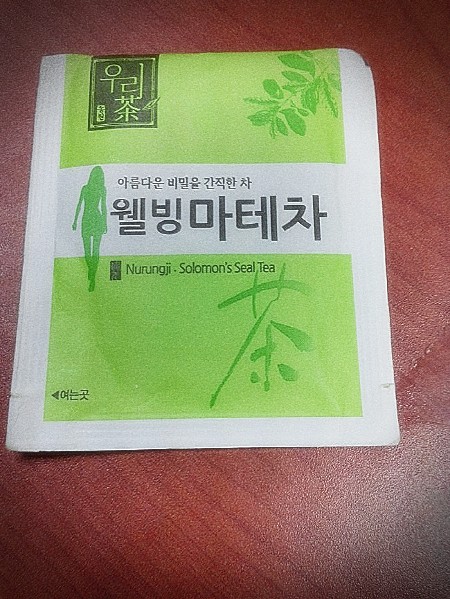 우리
茶
아름다운 비밀을 간직한 차
웰빙마테차
Nurungji - Solomon's Seal Tea
茶
◀여는곳